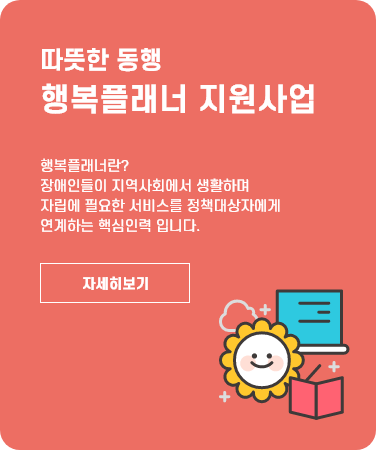 따뜻한 동행
행복플래너 지원사업
행복플래너란?
장애인들이 지역사회에서 생활하며
자립에 필요한 서비스를 정책대상자에게
연계하는 핵심인력 입니다.
자세히보기